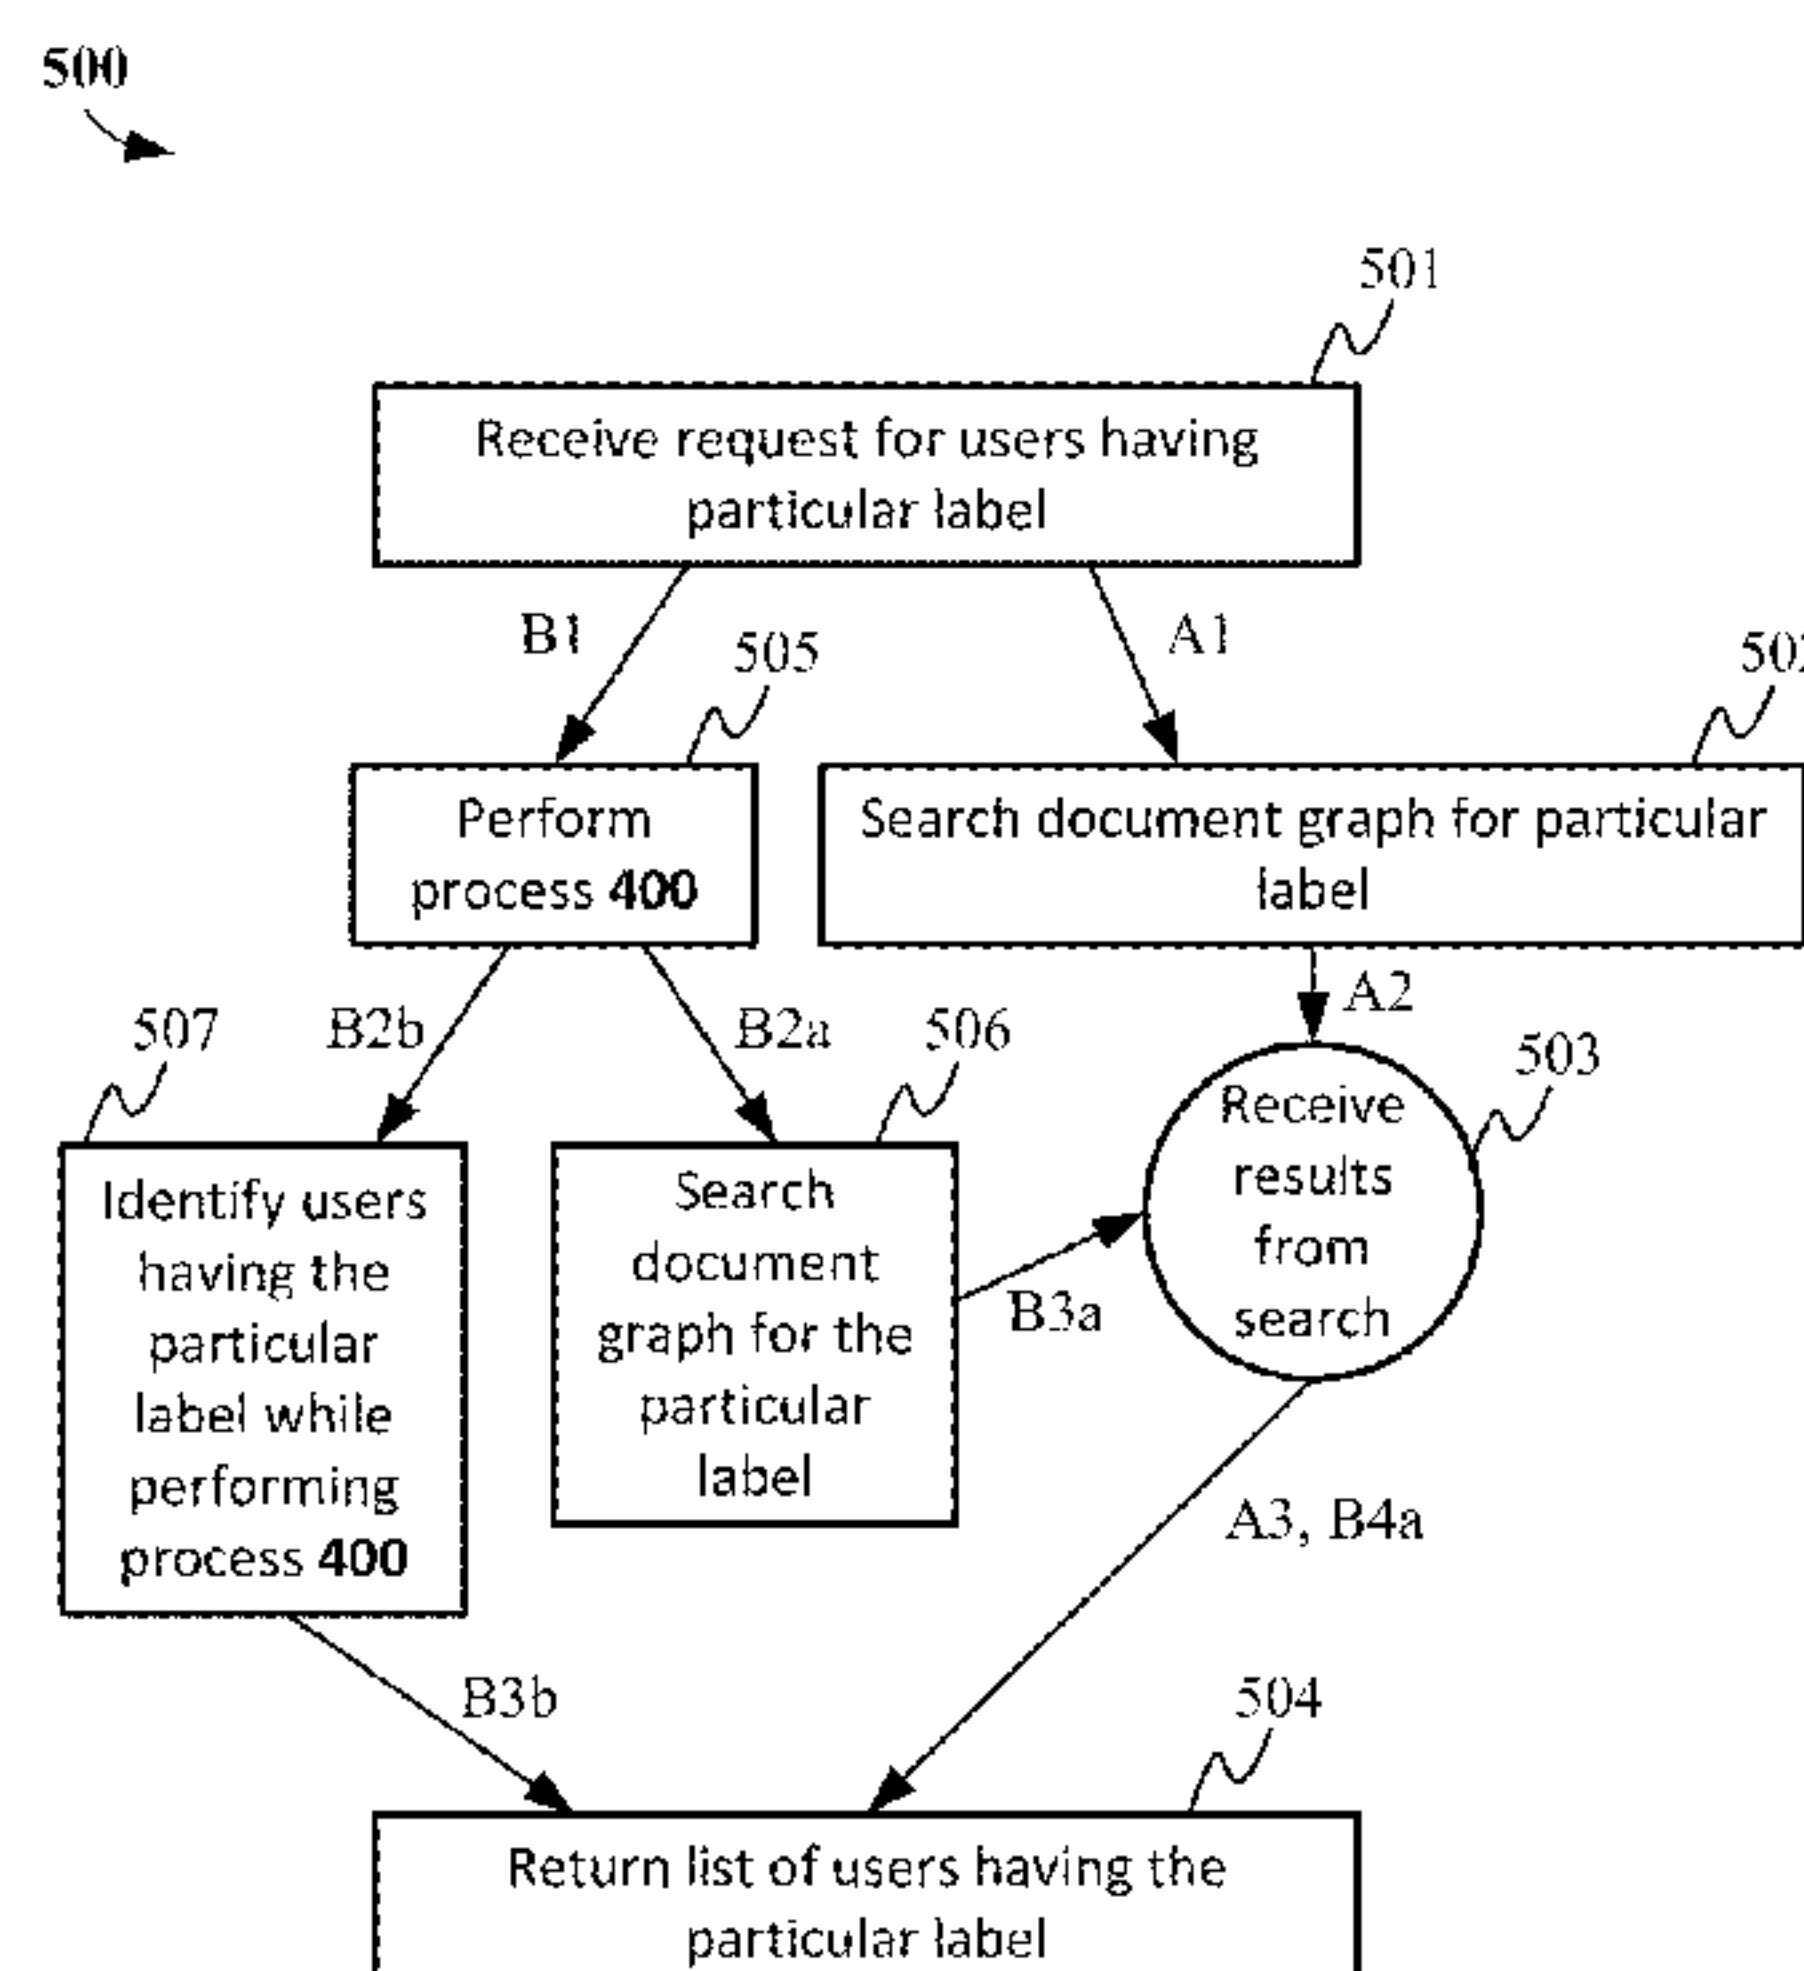 500
501
Receive request for users having
particular label
B1
A1
505
502
Perform
process 400
Search document graph for particular
label
A2
507
B2b
B2a
506
503
Identify users
having the
particular
label while
performing
process 400
Search
document
graph for the
particular
label
B3a
Receive
results
from
search
A3, B4a
B3b
504
Return list of users having the
particular label